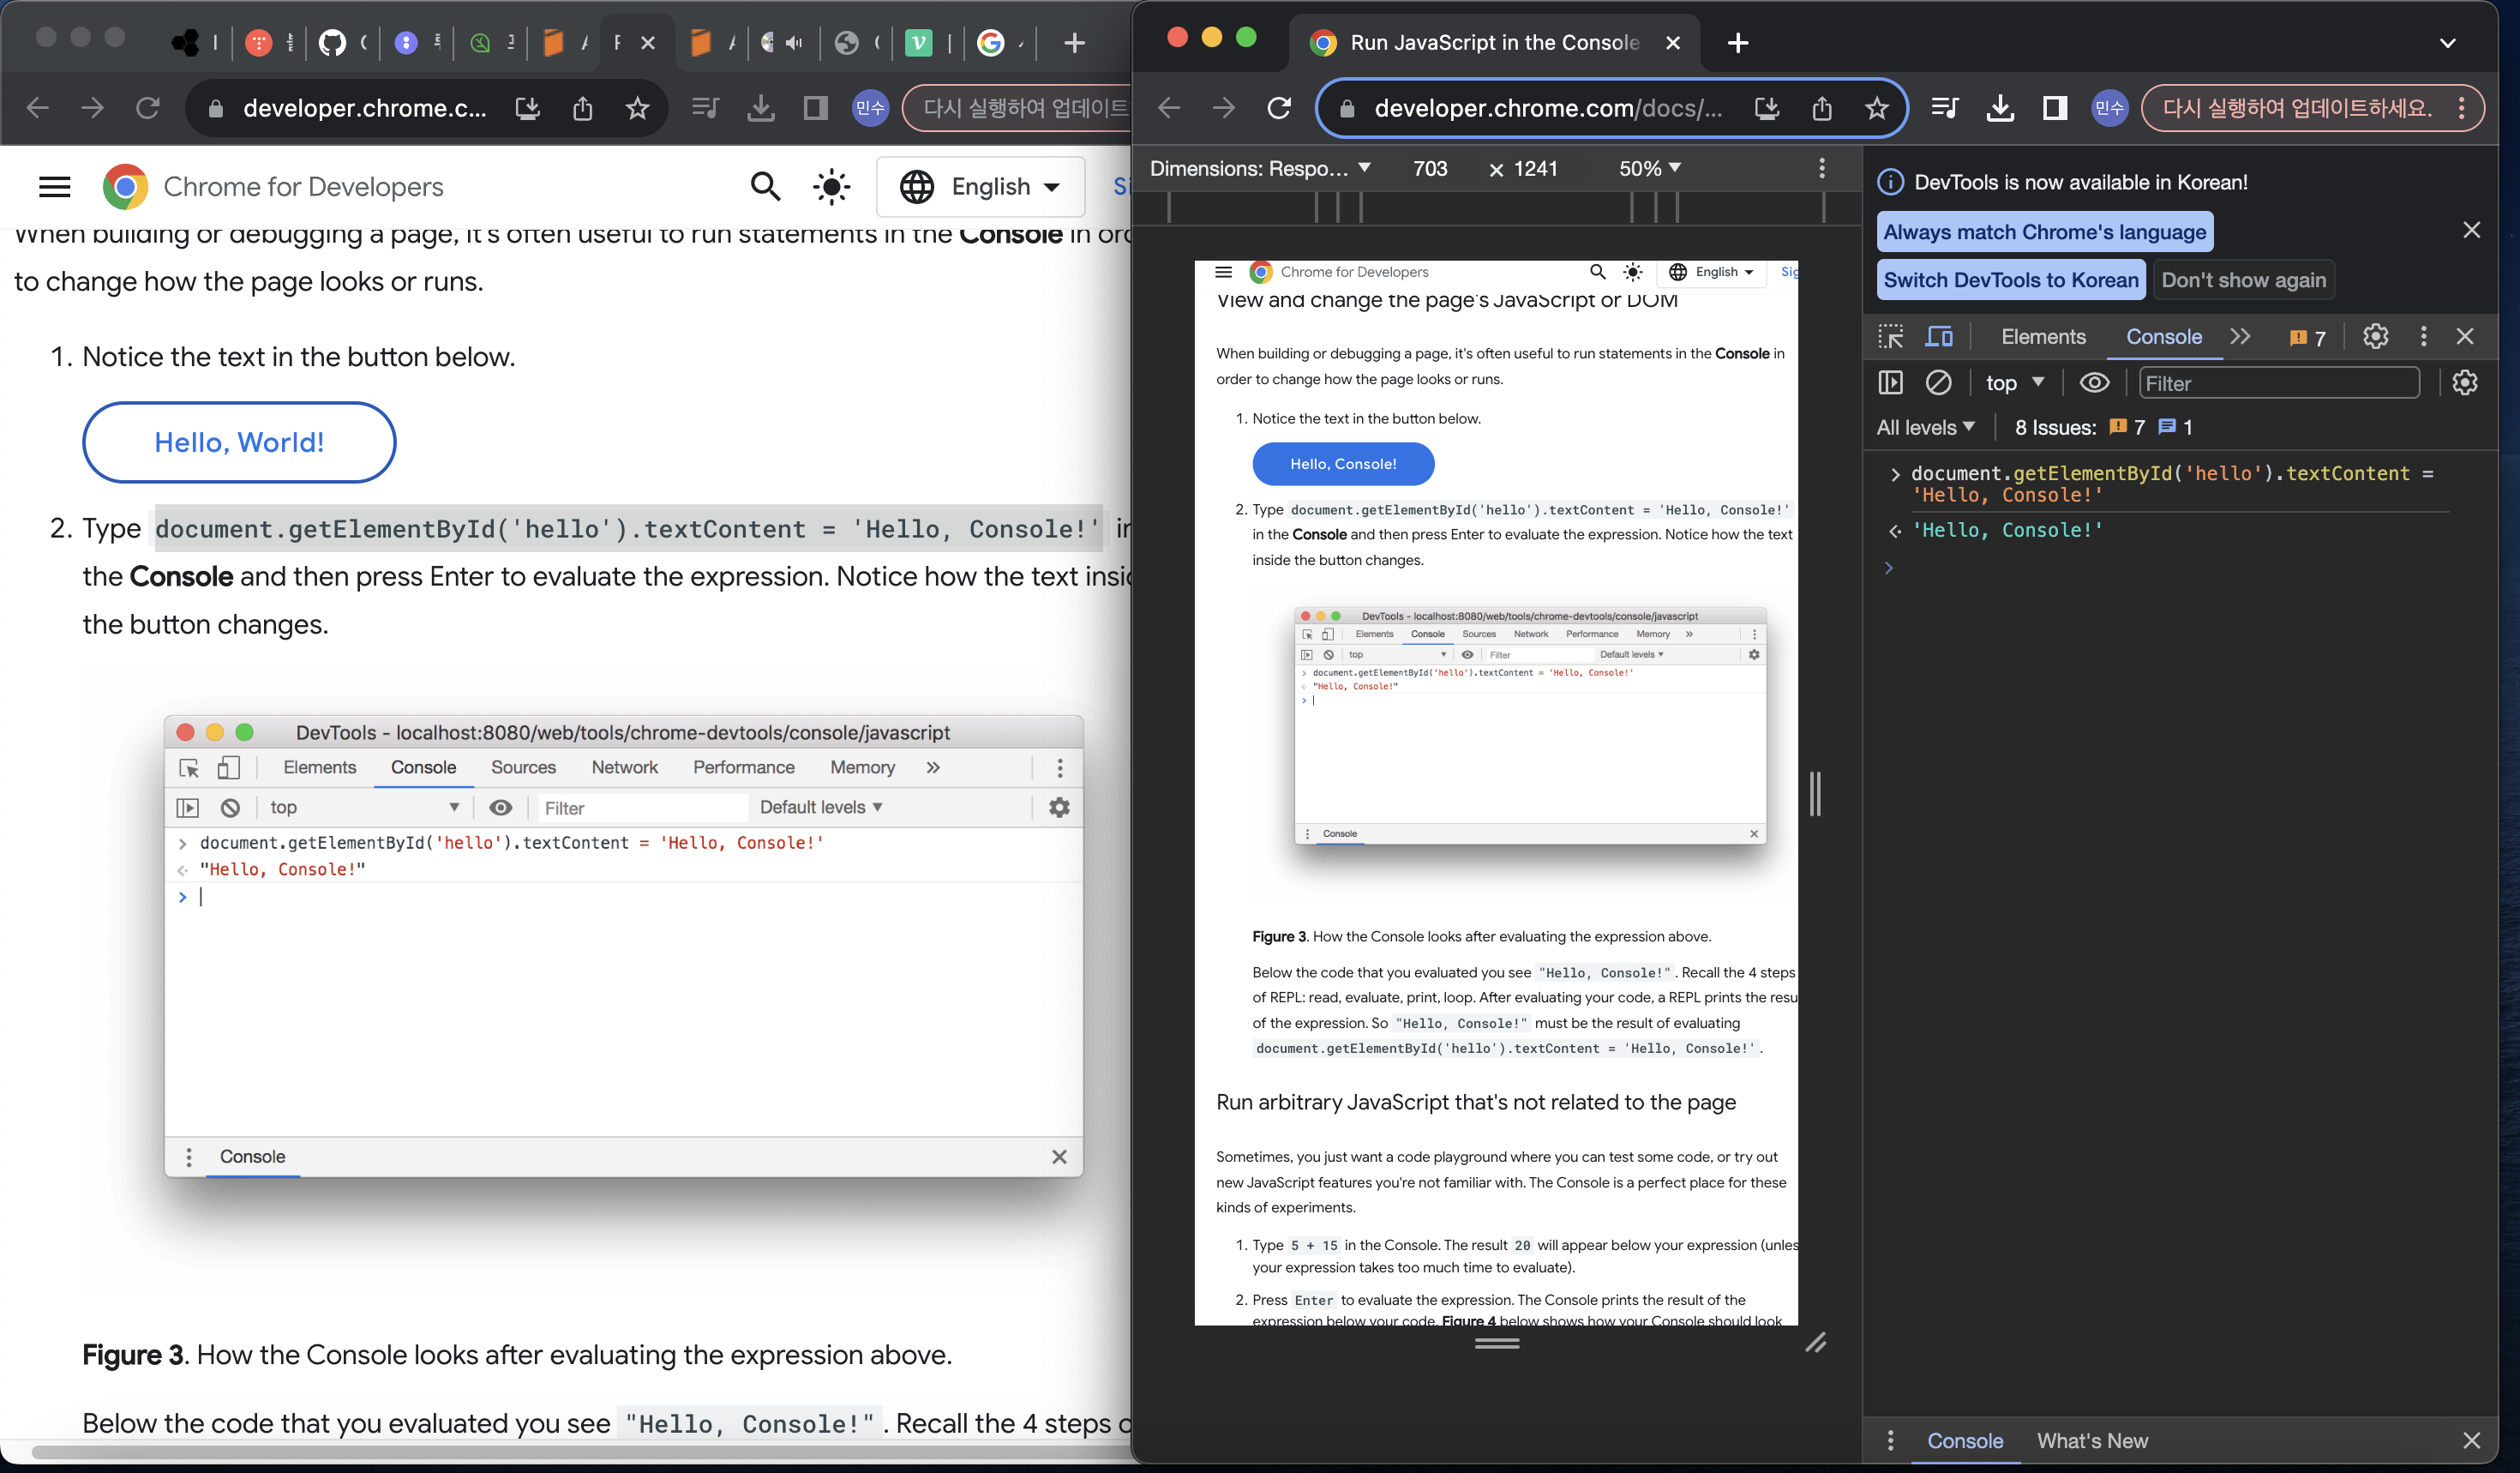 developer.chrome.c...
민수
다시 실행하여 업데이트
Chrome for Developers
English
When building or debugging a page, it's often useful to run statements in the Console in
to change how the page looks or runs.
1. Notice the text in the button below.
Hello, World!
2. Type document.getElementById('hello').textContent = 'Hello, Console!'
the Console and then press Enter to evaluate the expression. Notice how the text
the button changes.
DevTools - localhost:8080/web/tools/chrome-devtools/console/javascript
Elements Console Sources Network Performance Memory »
top Filter Default levels
> document.getElementById('hello').textContent = 'Hello, Console!'
"Hello, Console!"
>
Console
Figure 3. How the Console looks after evaluating the expression above.
Below the code that you evaluated you see "Hello, Console!". Recall the 4 steps
Run JavaScript in the Console
developer.chrome.com/docs/...
민수
다시 실행하여 업데이트하세요.
Dimensions: Respo... 703 × 1241 50%
Chrome for Developers
English
View and change the page's JavaScript or DOM
When building or debugging a page, it's often useful to run statements in the Console in
order to change how the page looks or runs.
1. Notice the text in the button below.
Hello, Console!
2. Type document.getElementById('hello').textContent = 'Hello, Console!'
in the Console and then press Enter to evaluate the expression. Notice how the text
inside the button changes.
DevTools - localhost:8080/web/tools/chrome-devtools/console/javascript
Elements Console Sources Network Performance Memory »
top Filter Default levels
> document.getElementById('hello').textContent = 'Hello, Console!'
"Hello, Console!"
>
Console
Figure 3. How the Console looks after evaluating the expression above.
Below the code that you evaluated you see "Hello, Console!". Recall the 4 steps
of REPL: read, evaluate, print, loop. After evaluating your code, a REPL prints the
of the expression. So "Hello, Console!" must be the result of evaluating
document.getElementById('hello').textContent = 'Hello, Console!'.
Run arbitrary JavaScript that's not related to the page
Sometimes, you just want a code playground where you can test some code, or try out
new JavaScript features you're not familiar with. The Console is a perfect place for these
kinds of experiments.
1. Type 5 + 15 in the Console. The result 20 will appear below your expression
your expression takes too much time to evaluate).
2. Press Enter to evaluate the expression. The Console prints the result of the
expression below your code. Figure 4 below shows how your Console should look
DevTools is now available in Korean!
Always match Chrome's language
Switch DevTools to Korean Don't show again
Elements Console » 7
top Filter
All levels 8 Issues: 7 1
> document.getElementById('hello').textContent =
'Hello, Console!'
'Hello, Console!'
>
Console What's New